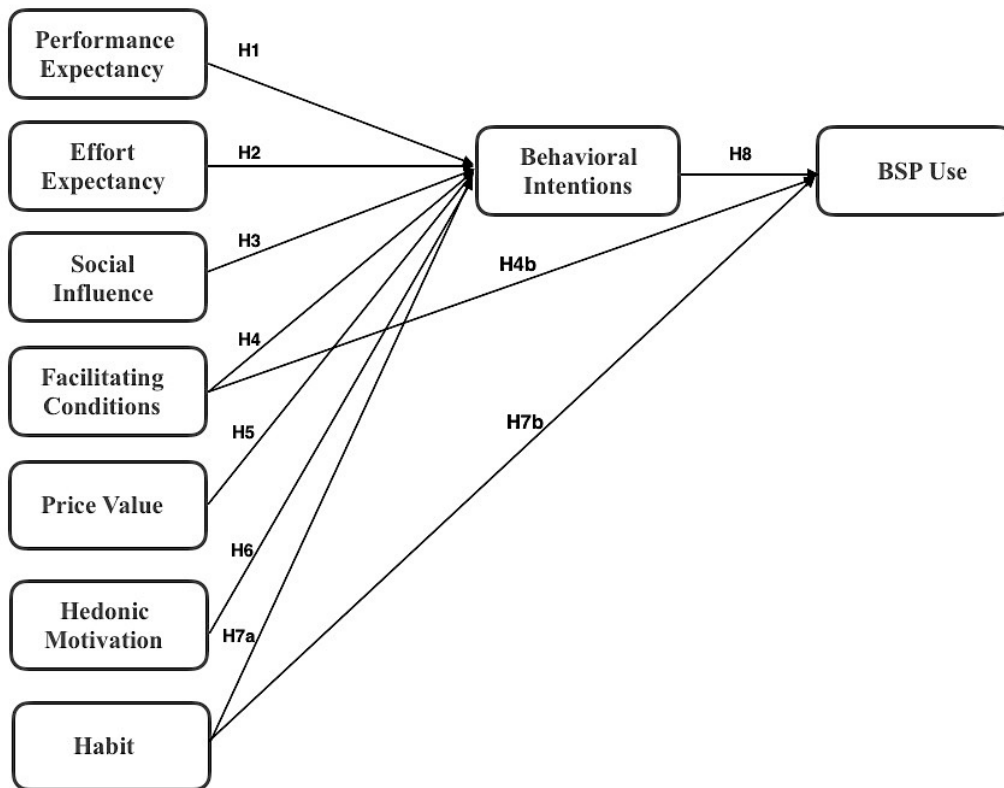 Performance
Expectancy
H1
Effort
Expectancy
H2
Behavioral
Intentions
H8
BSP Use
Social
Influence
H3
H4b
Facilitating
Conditions
H4
Price Value
H5
H7b
Hedonic
Motivation
H6
H7a
Habit